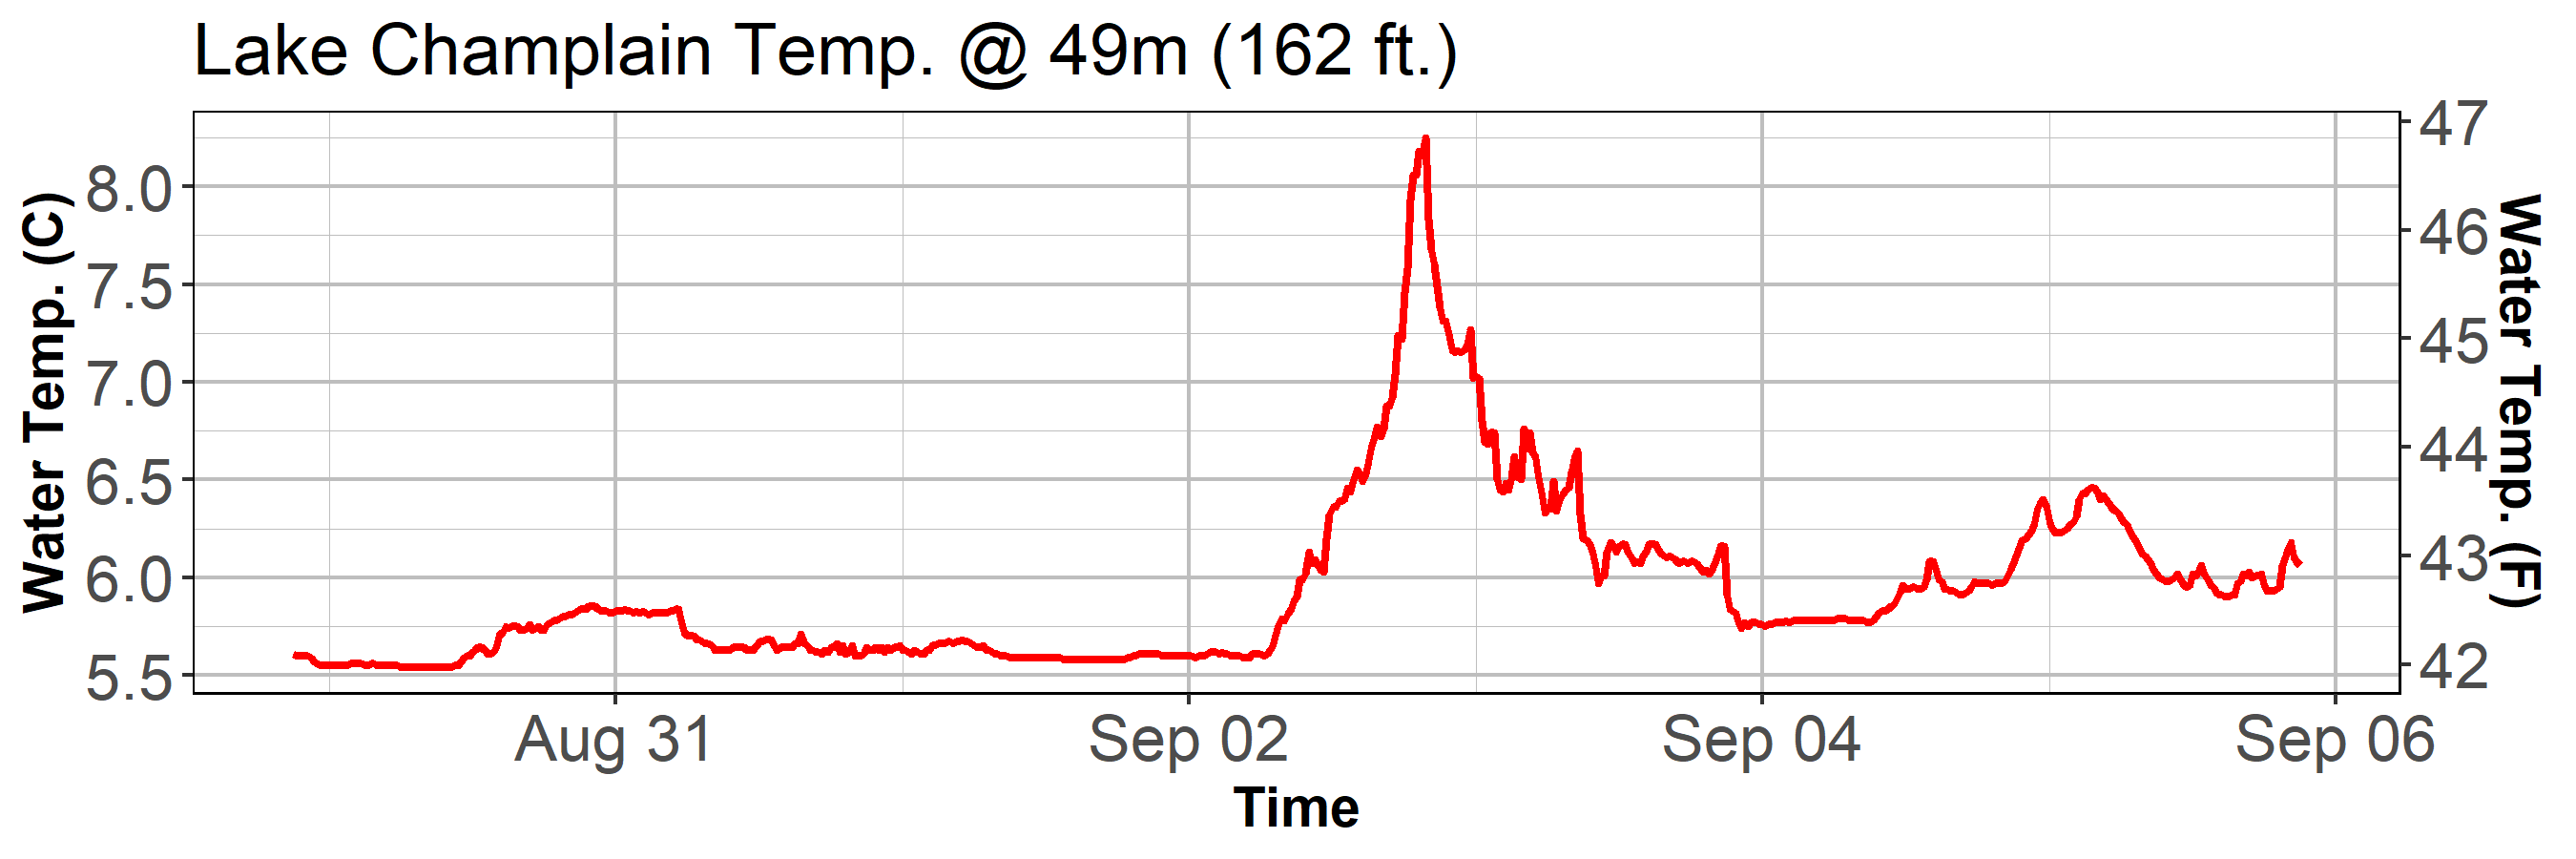 Lake Champlain Temp. @ 49m (162 ft.)
Water Temp. (C)
8.0
7.5
7.0
6.5
6.0
5.5
47
46
45
44
43
42
Water Temp. (F)
Aug 31 Sep 02 Sep 04 Sep 06
Time